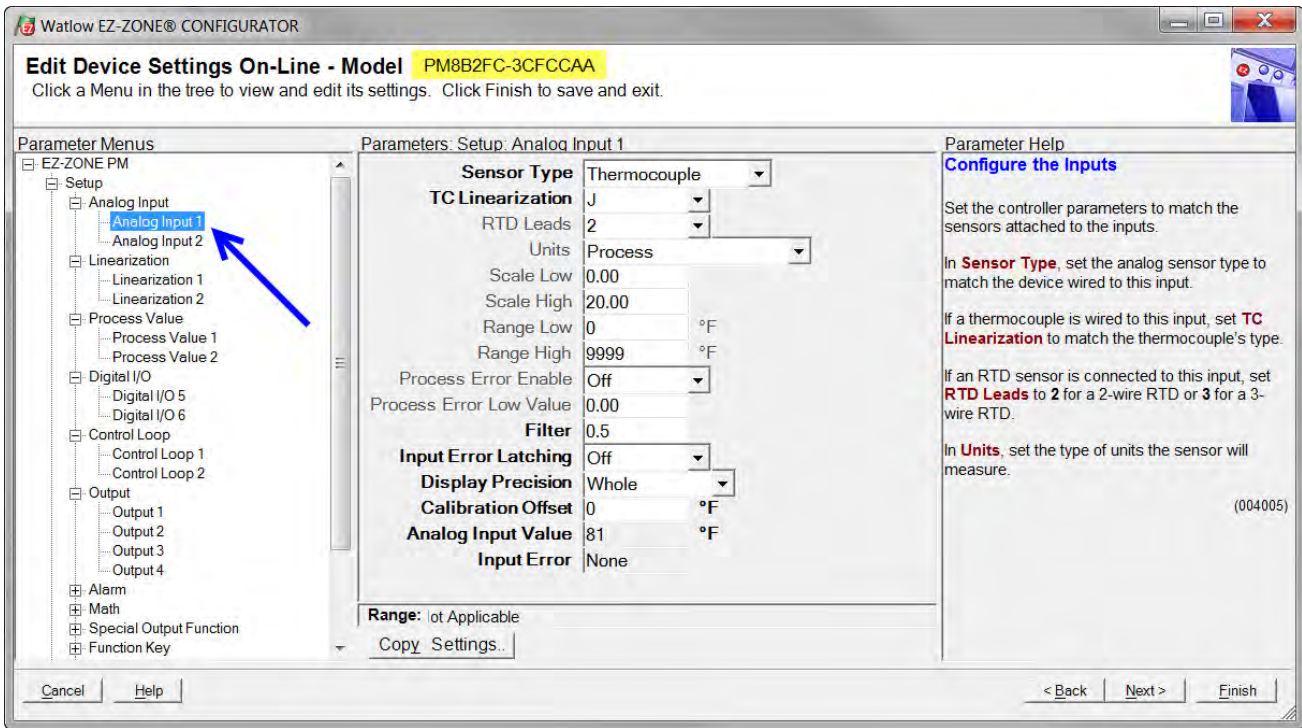 Watlow EZ-ZONE® CONFIGURATOR
Edit Device Settings On-Line - Model PM8B2FC-3CFCCAA
Click a Menu in the tree to view and edit its settings. Click Finish to save and exit.
Parameter Menus
EZ-ZONE PM
Setup
Analog Input
Analog Input 1
Analog Input 2
Linearization
Linearization 1
Linearization 2
Process Value
Process Value 1
Process Value 2
Digital I/O
Digital I/O 5
Digital I/O 6
Control Loop
Control Loop 1
Control Loop 2
Output
Output 1
Output 2
Output 3
Output 4
Alarm
Math
Special Output Function
Function Key
Parameters: Setup: Analog Input 1
Sensor Type Thermocouple
TC Linearization J
RTD Leads 2
Units Process
Scale Low 0.00
Scale High 20.00
Range Low 0 °F
Range High 9999 °F
Process Error Enable Off
Process Error Low Value 0.00
Filter 0.5
Input Error Latching Off
Display Precision Whole
Calibration Offset 0 °F
Analog Input Value 81 °F
Input Error None
Range: ot Applicable
Copy Settings..
Parameter Help
Configure the Inputs
Set the controller parameters to match the
sensors attached to the inputs.
In Sensor Type, set the analog sensor type to
match the device wired to this input.
If a thermocouple is wired to this input, set TC
Linearization to match the thermocouple's type.
If an RTD sensor is connected to this input, set
RTD Leads to 2 for a 2-wire RTD or 3 for a 3-
wire RTD.
In Units, set the type of units the sensor will
measure.
(004005)
Cancel Help < Back Next > Finish